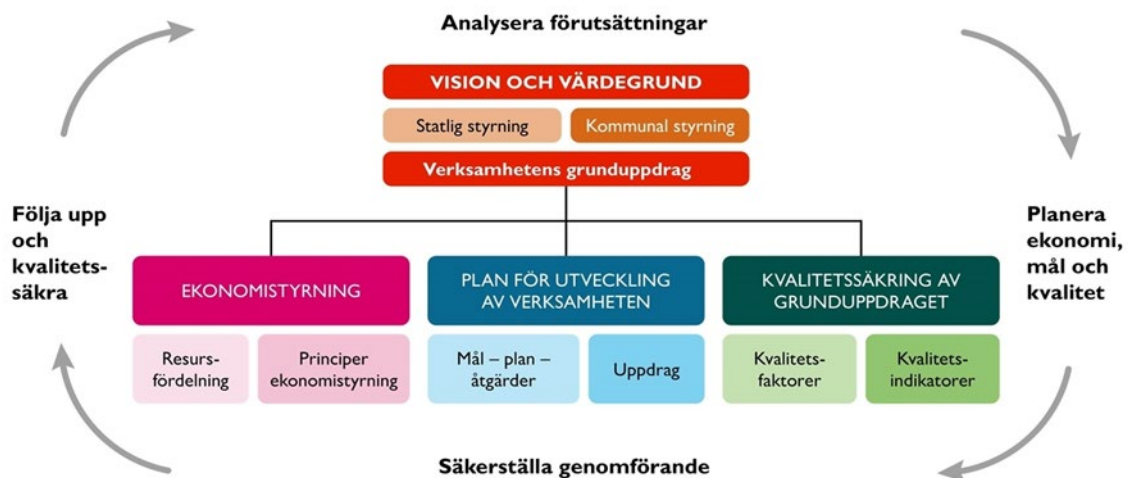 Analysera förutsättningar
VISION OCH VÄRDEGRUND
Statlig styrning
Kommunal styrning
Verksamhetens grunduppdrag
Följa upp
och
kvalitets-
säkra
Planera
ekonomi,
mål och
kvalitet
EKONOMISTYRNING
PLAN FÖR UTVECKLING
AV VERKSAMHETEN
KVALITETSSÄKRING AV
GRUNDUPPDRAGET
Resurs-
fördelning
Principer
ekonomistyrning
Mål – plan –
åtgärder
Uppdrag
Kvalitets-
faktorer
Kvalitets-
indikatorer
Säkerställa genomförande